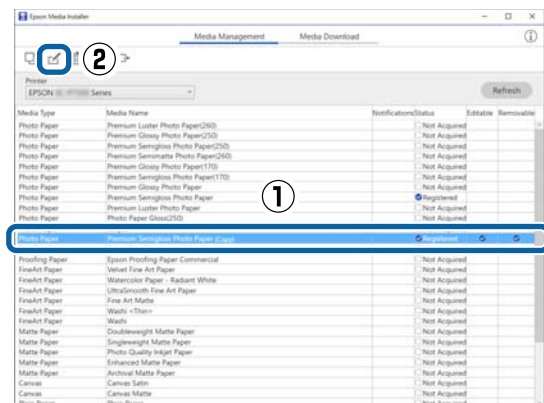 Epson Media Installer
Media Management Media Download
②
Printer
EPSON Series
Refresh
Media Type Media Name Notifications Status Editable Removable
Photo Paper Premium Luster Photo Paper(260) Not Acquired
Photo Paper Premium Glossy Photo Paper(250) Not Acquired
Photo Paper Premium Semigloss Photo Paper(250) Not Acquired
Photo Paper Premium Semimatte Photo Paper(260) Not Acquired
Photo Paper Premium Glossy Photo Paper(170) Not Acquired
Photo Paper Premium Semigloss Photo Paper(170) Not Acquired
Photo Paper Premium Glossy Photo Paper Not Acquired
Photo Paper Premium Semigloss Photo Paper Registered
Photo Paper Premium Luster Photo Paper Not Acquired
Photo Paper Photo Paper Gloss(250) Not Acquired
①
Photo Paper Premium Semigloss Photo Paper (Copy) Registered
Proofing Paper Epson Proofing Paper Commercial Not Acquired
FineArt Paper Velvet Fine Art Paper Not Acquired
FineArt Paper Watercolor Paper - Radiant White Not Acquired
FineArt Paper UltraSmooth Fine Art Paper Not Acquired
FineArt Paper Fine Art Matte Not Acquired
FineArt Paper Washi <Thin> Not Acquired
FineArt Paper Washi Not Acquired
Matte Paper Doubleweight Matte Paper Not Acquired
Matte Paper Singleweight Matte Paper Not Acquired
Matte Paper Photo Quality Inkjet Paper Not Acquired
Matte Paper Enhanced Matte Paper Not Acquired
Matte Paper Archival Matte Paper Not Acquired
Canvas Canvas Satin Not Acquired
Canvas Canvas Matte Not Acquired